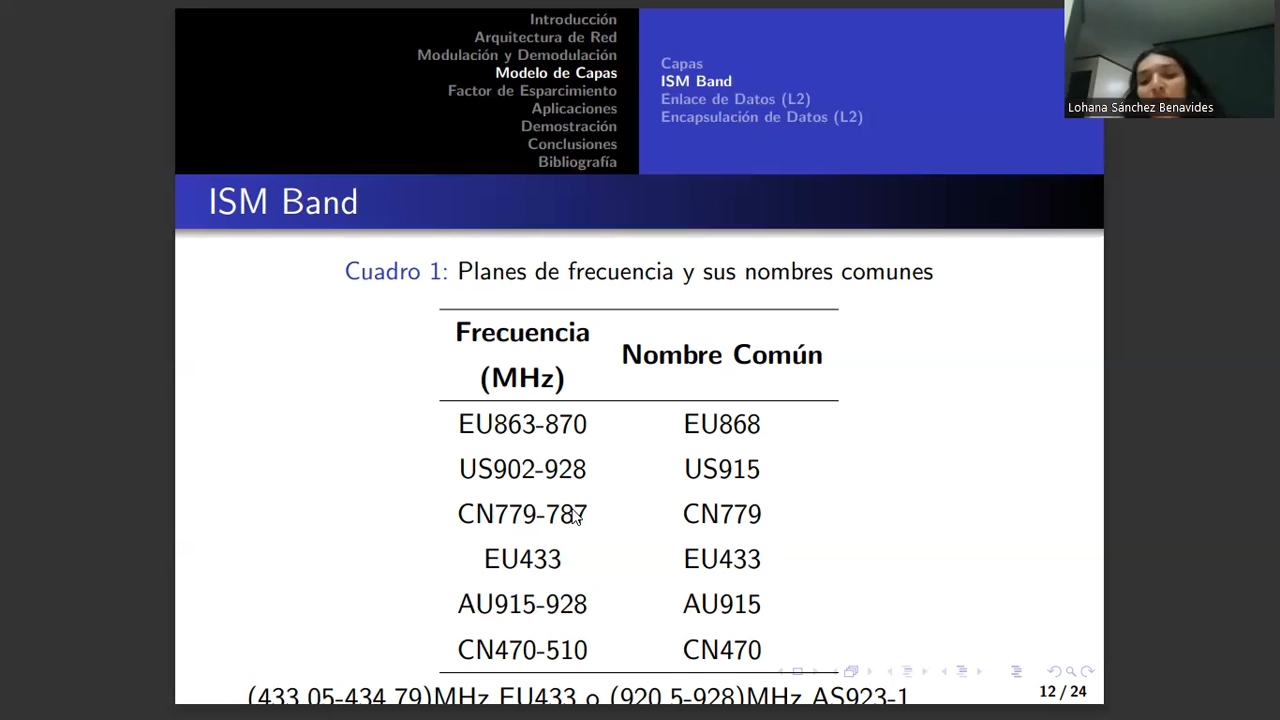 Introducción
Arquitectura de Red
Modulación y Demodulación
Modelo de Capas
Factor de Esparcimiento
Aplicaciones
Demostración
Conclusiones
Bibliografía
Capas
ISM Band
Enlace de Datos (L2)
Encapsulación de Datos (L2)
Lohana Sánchez Benavides
ISM Band
Cuadro 1: Planes de frecuencia y sus nombres comunes
Frecuencia (MHz) Nombre Común
EU863-870 EU868
US902-928 US915
CN779-787 CN779
EU433 EU433
AU915-928 AU915
CN470-510 CN470
(433.05-434.79)MHz EU433 o (920.5-928)MHz AS923-1
12 / 24